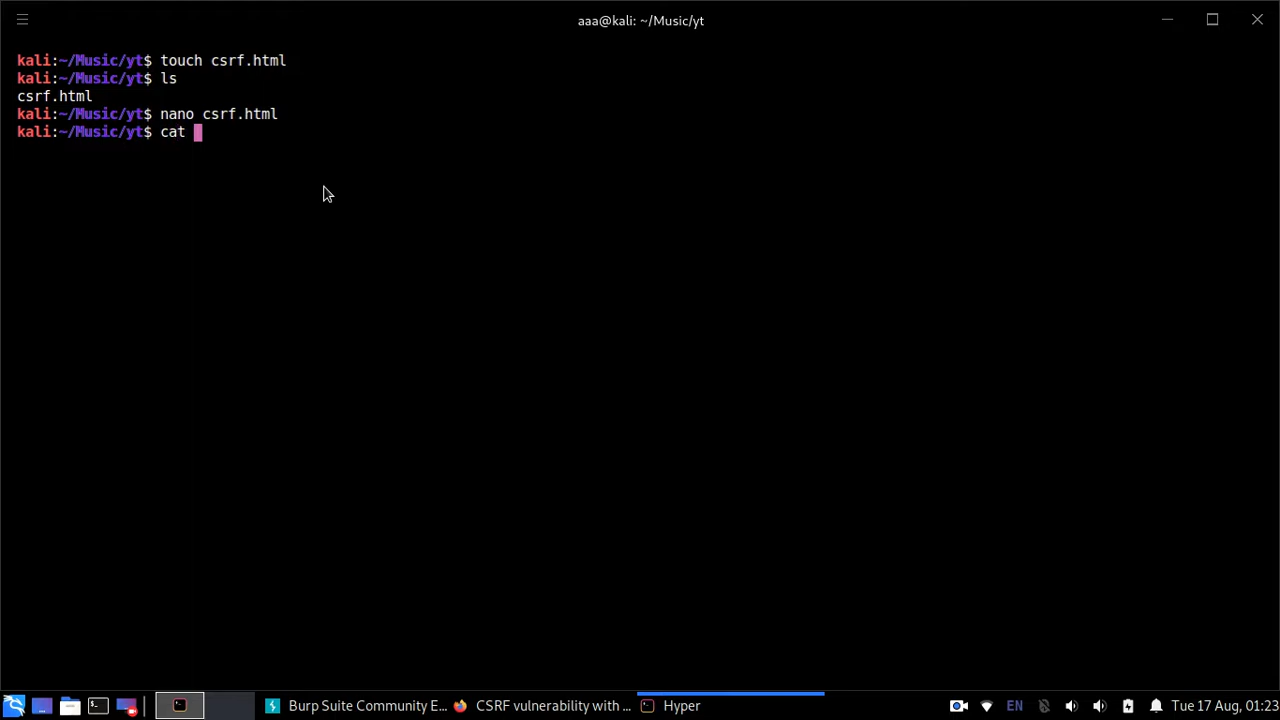 aaa@kali: ~/Music/yt
kali:~/Music/yt$ touch csrf.html
kali:~/Music/yt$ ls
csrf.html
kali:~/Music/yt$ nano csrf.html
kali:~/Music/yt$ cat
Burp Suite Community E... CSRF vulnerability with ... Hyper EN Tue 17 Aug, 01:23